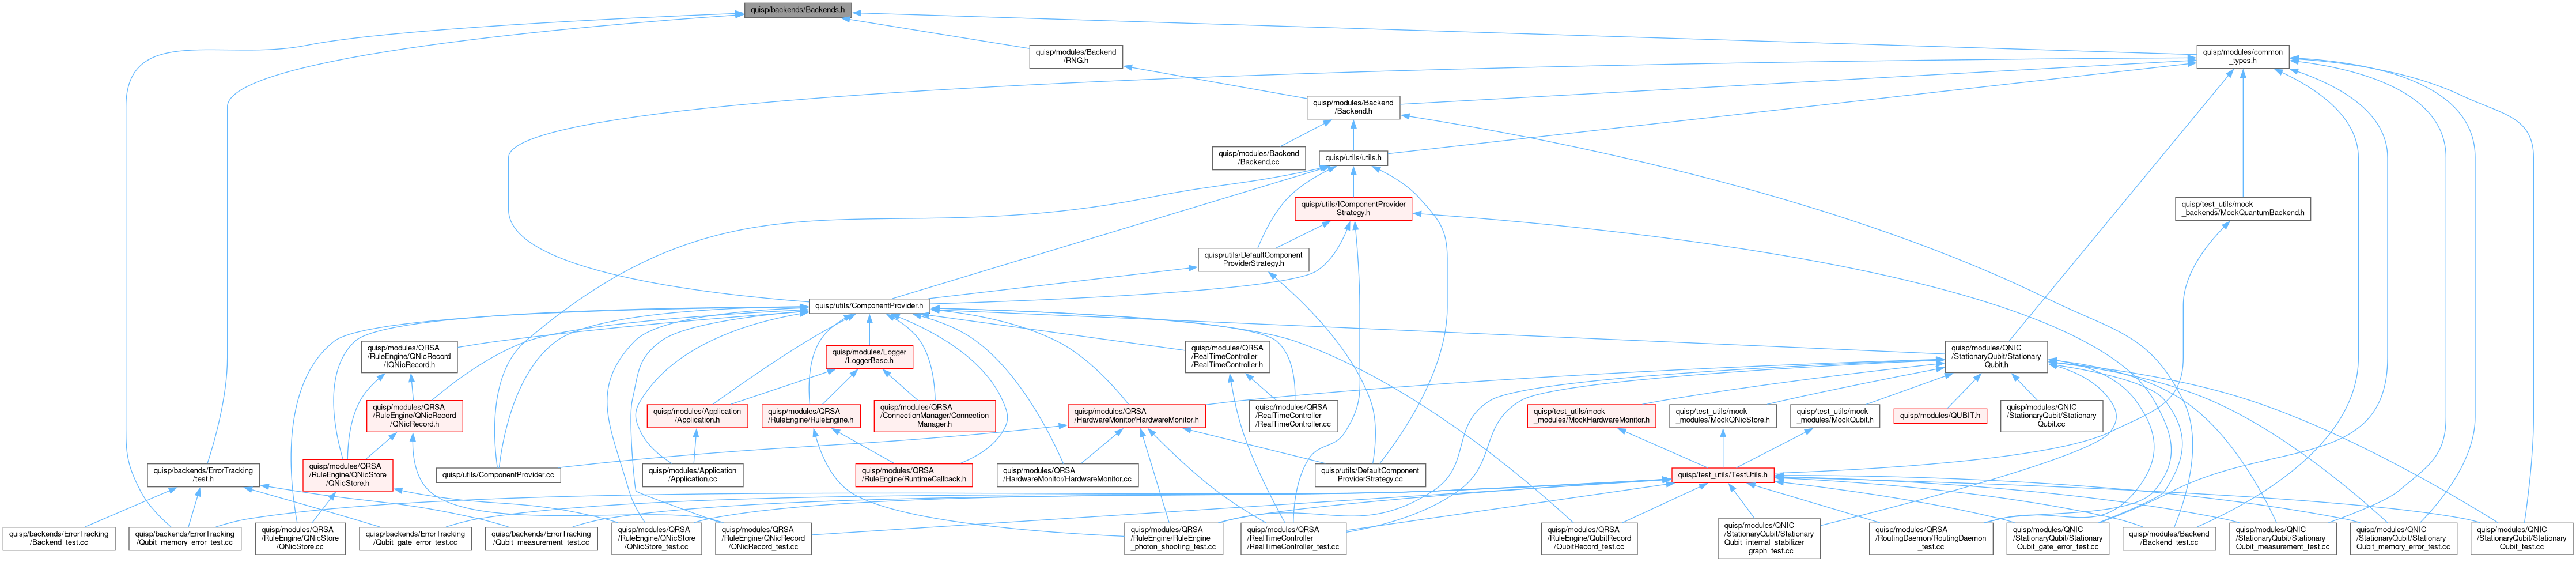 quisp/backends/Backends.h
quisp/modules/Backend
/RNG.h
quisp/modules/common
_types.h
quisp/modules/Backend
/Backend.h
quisp/modules/Backend
/Backend.cc
quisp/utils/utils.h
quisp/utils/IComponentProvider
Strategy.h
quisp/test_utils/mock
_backends/MockQuantumBackend.h
quisp/utils/DefaultComponent
ProviderStrategy.h
quisp/utils/ComponentProvider.h
quisp/modules/QRSA
/RuleEngine/QNicRecord
/IQNicRecord.h
quisp/modules/Logger
/LoggerBase.h
quisp/modules/QRSA
/RealTimeController
/RealTimeController.h
quisp/modules/QNIC
/StationaryQubit/Stationary
Qubit.h
quisp/modules/QRSA
/RuleEngine/QNicRecord
/QNicRecord.h
quisp/modules/Application
/Application.h
quisp/modules/QRSA
/RuleEngine/RuleEngine.h
quisp/modules/QRSA
/ConnectionManager/Connection
Manager.h
quisp/modules/QRSA
/HardwareMonitor/HardwareMonitor.h
quisp/modules/QRSA
/RealTimeController
/RealTimeController.cc
quisp/test_utils/mock
_modules/MockHardwareMonitor.h
quisp/test_utils/mock
_modules/MockQNicStore.h
quisp/test_utils/mock
_modules/MockQubit.h
quisp/modules/QUBIT.h
quisp/modules/QNIC
/StationaryQubit/Stationary
Qubit.cc
quisp/backends/ErrorTracking
/test.h
quisp/modules/QRSA
/RuleEngine/QNicStore
/QNicStore.h
quisp/utils/ComponentProvider.cc
quisp/modules/Application
/Application.cc
quisp/modules/QRSA
/RuleEngine/RuntimeCallback.h
quisp/modules/QRSA
/HardwareMonitor/HardwareMonitor.cc
quisp/utils/DefaultComponent
ProviderStrategy.cc
quisp/test_utils/TestUtils.h
quisp/backends/ErrorTracking
/Backend_test.cc
quisp/backends/ErrorTracking
/Qubit_memory_error_test.cc
quisp/modules/QRSA
/RuleEngine/QNicStore
/QNicStore.cc
quisp/backends/ErrorTracking
/Qubit_gate_error_test.cc
quisp/backends/ErrorTracking
/Qubit_measurement_test.cc
quisp/modules/QRSA
/RuleEngine/QNicStore
/QNicStore_test.cc
quisp/modules/QRSA
/RuleEngine/QNicRecord
/QNicRecord_test.cc
quisp/modules/QRSA
/RuleEngine/RuleEngine
_photon_shooting_test.cc
quisp/modules/QRSA
/RealTimeController
/RealTimeController_test.cc
quisp/modules/QRSA
/RuleEngine/QubitRecord
/QubitRecord_test.cc
quisp/modules/QNIC
/StationaryQubit/Stationary
Qubit_internal_stabilizer
_graph_test.cc
quisp/modules/QRSA
/RoutingDaemon/RoutingDaemon
_test.cc
quisp/modules/QNIC
/StationaryQubit/Stationary
Qubit_gate_error_test.cc
quisp/modules/Backend
/Backend_test.cc
quisp/modules/QNIC
/StationaryQubit/Stationary
Qubit_measurement_test.cc
quisp/modules/QNIC
/StationaryQubit/Stationary
Qubit_memory_error_test.cc
quisp/modules/QNIC
/StationaryQubit/Stationary
Qubit_test.cc